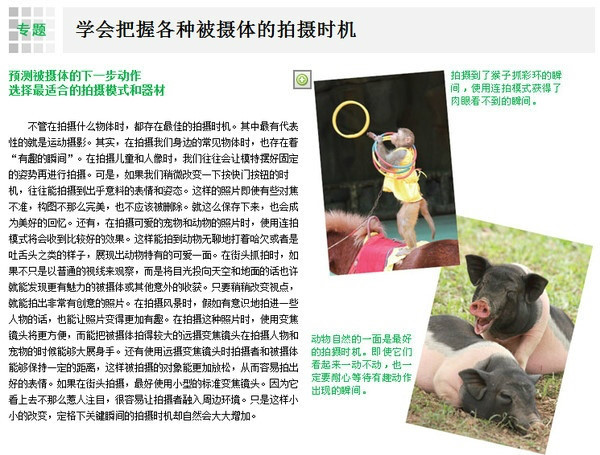 专题
学会把握各种被摄体的拍摄时机
预测被摄体的下一步动作
选择最适合的拍摄模式和器材
不管在拍摄什么物体时，都存在最佳的拍摄时机。其中最有代表
性的就是运动摄影。其实，在拍摄我们身边的常见物体时，也存在着
“有趣的瞬间”。在拍摄儿童和人像时，我们往往会让模特摆好固定
的姿势再进行拍摄。可是，如果我们稍微改变一下按快门按钮的时
机，往往能拍摄到出乎意料的表情和姿态。这样的照片即使有些对焦
不准，构图不那么完美，也不应该被删除。就这么保存下来，也会成
为美好的回忆。还有，在拍摄可爱的宠物和动物的照片时，使用连拍
模式将会收到比较好的效果。这样能拍到动物无聊地打着哈欠或者是
吐舌头之类的样子，展现出动物特有的可爱一面。在街头抓拍时，如
果不只是以普通的视线来观察，而是将目光投向天空和地面的话也许
就能发现更有魅力的被摄体或其他意外的收获。只要稍稍改变视点，
就能拍出非常有创意的照片。在拍摄风景时，假如有意识地拍进一些
人物的话，也能让照片变得更加有趣。在拍摄这种照片时，使用变焦
镜头将更方便，而能把被摄体拍得较大的远摄变焦镜头在拍摄人物和
宠物的时候能够大展身手。还有使用远摄变焦镜头时拍摄者和被摄体
能够保持一定的距离，这样被拍摄的对象能更加放松，从而容易拍出
好的表情。如果在街头拍摄，最好使用小型的标准变焦镜头。因为它
看上去不那么惹人注目，很容易让拍摄者融入周边环境。只是这样小
小的改变，定格下关键瞬间的拍摄时机却自然会大大增加。
拍摄到了猴子抓彩环的瞬
间，使用连拍模式获得了
肉眼看不到的瞬间。
动物自然的一面是最好
的拍摄时机。即使它们
看起来一动不动，也一
定要耐心等待有趣动作
出现的瞬间。